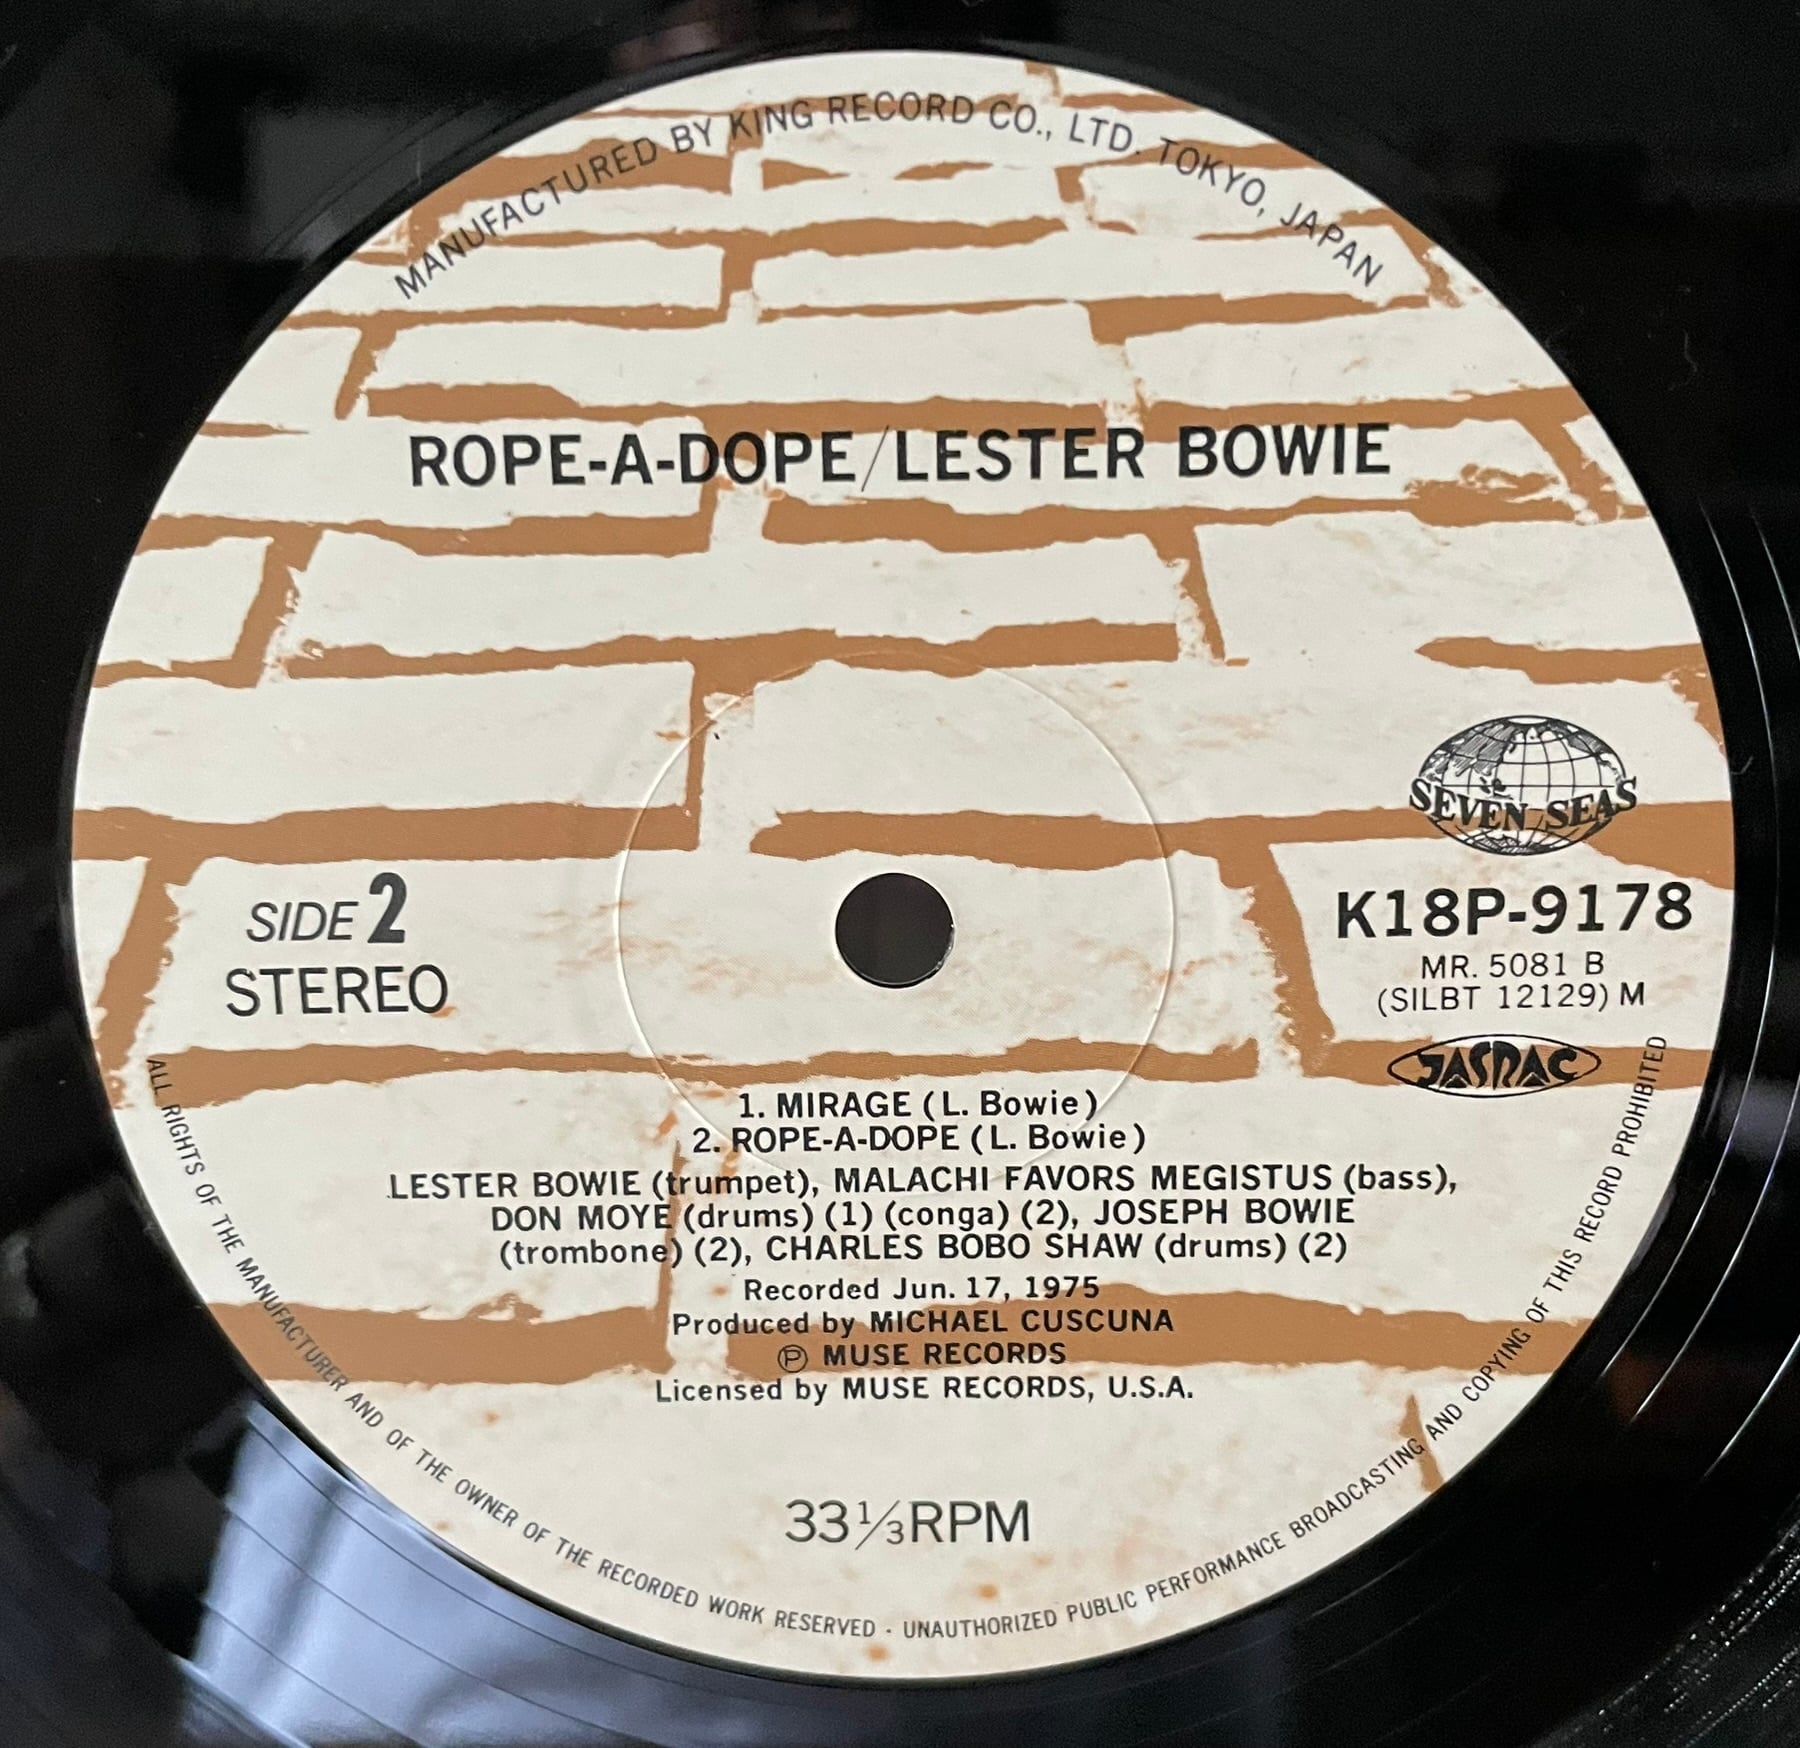 MANUFACTURED BY KING RECORD CO., LTD. TOKYO, JAPAN
ROPE-A-DOPE/LESTER BOWIE
SEVEN SEAS
SIDE 2
STEREO
K18P-9178
MR. 5081 B
(SILBT 12129) M
JASRAC
1. MIRAGE (L. Bowie)
2. ROPE-A-DOPE (L. Bowie)
LESTER BOWIE (trumpet), MALACHI FAVORS MEGISTUS (bass),
DON MOYE (drums) (1) (conga) (2), JOSEPH BOWIE
(trombone) (2), CHARLES BOBO SHAW (drums) (2)
Recorded Jun. 17, 1975
Produced by MICHAEL CUSCUNA
Ⓟ MUSE RECORDS
Licensed by MUSE RECORDS, U.S.A.
33 1/3 RPM
ALL RIGHTS OF THE MANUFACTURER AND OF THE OWNER OF THE RECORDED WORK RESERVED · UNAUTHORIZED PUBLIC PERFORMANCE BROADCASTING AND COPYING OF THIS RECORD PROHIBITED